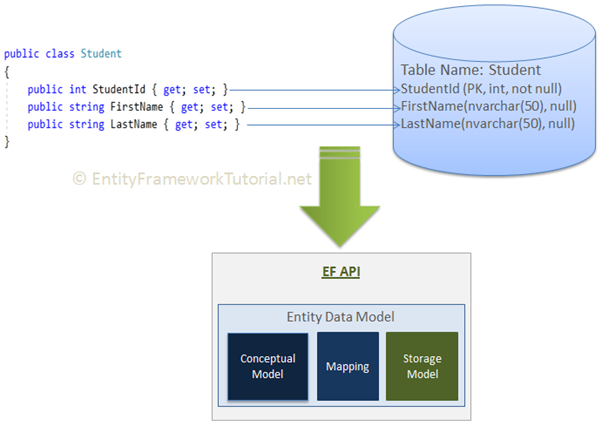 public class Student
{
public int StudentId { get; set; }
public string FirstName { get; set; }
public string LastName { get; set; }
}
Table Name: Student
StudentId (PK, int, not null)
FirstName(nvarchar(50), null)
LastName(nvarchar(50), null)
© EntityFrameworkTutorial.net
EF API
Entity Data Model
Conceptual
Model
Mapping
Storage
Model